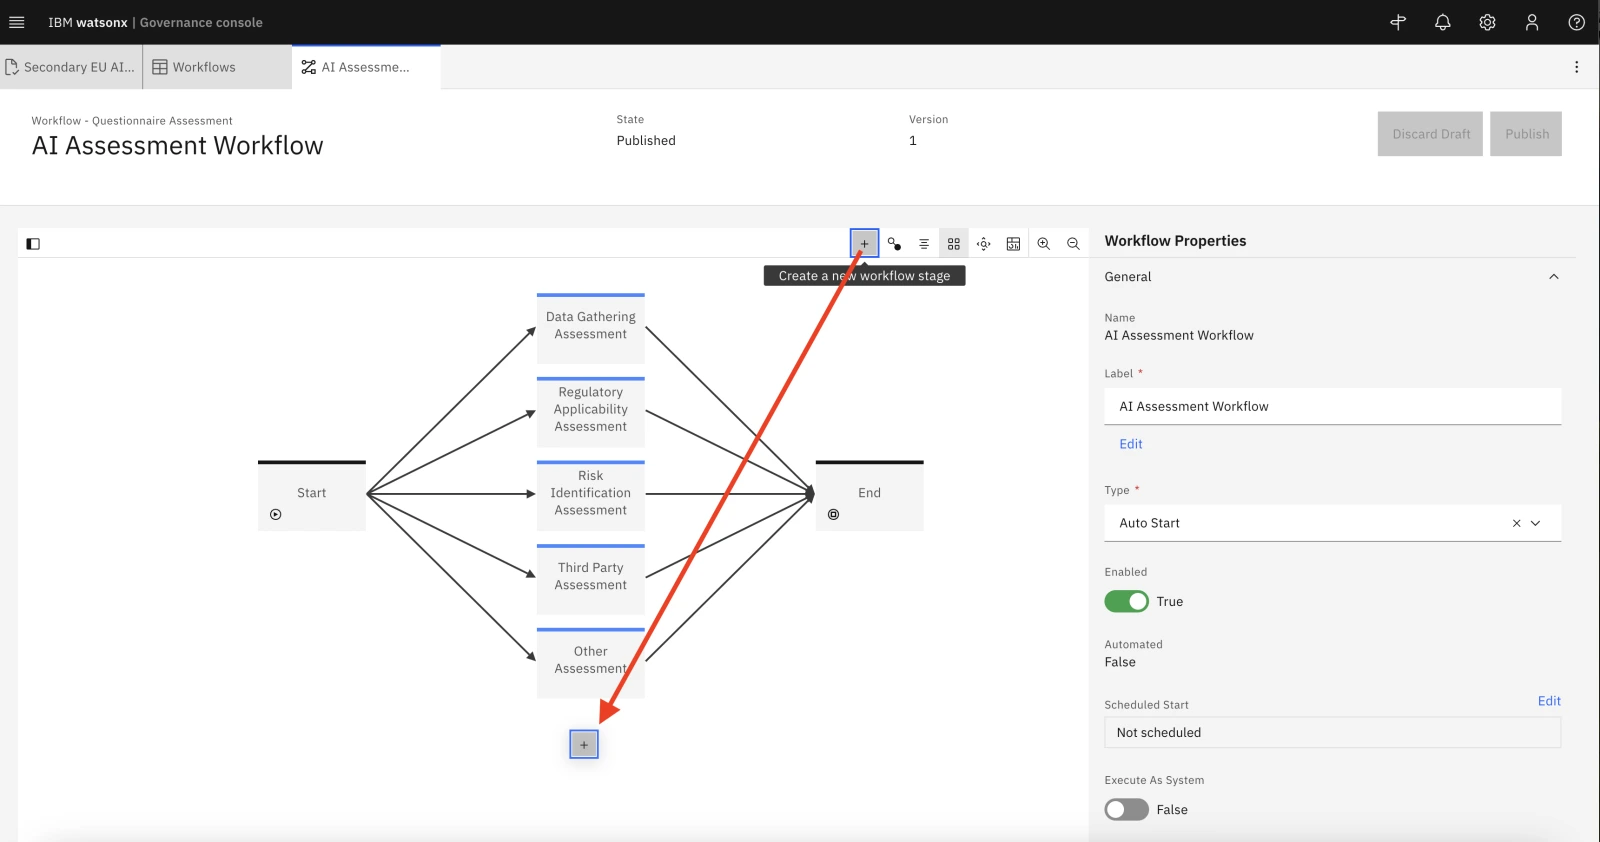 IBM watsonx | Governance console
Secondary EU AI...
Workflows
AI Assessme...
Workflow - Questionnaire Assessment
AI Assessment Workflow
State
Published
Version
1
Discard Draft
Publish
Create a new workflow stage
Data Gathering
Assessment
Regulatory
Applicability
Assessment
Risk
Identification
Assessment
Third Party
Assessment
Other
Assessment
Start
End
Workflow Properties
General
Name
AI Assessment Workflow
Label *
AI Assessment Workflow
Edit
Type *
Auto Start
Enabled
True
Automated
False
Scheduled Start
Edit
Not scheduled
Execute As System
False